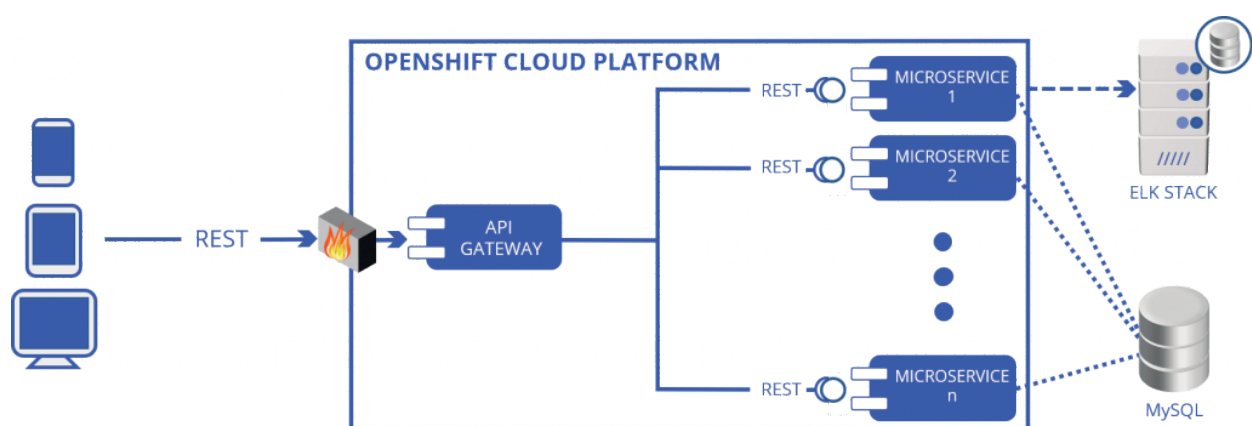 OPENSHIFT CLOUD PLATFORM
REST
API
GATEWAY
REST
MICROSERVICE
1
REST
MICROSERVICE
2
REST
MICROSERVICE
n
ELK STACK
MySQL